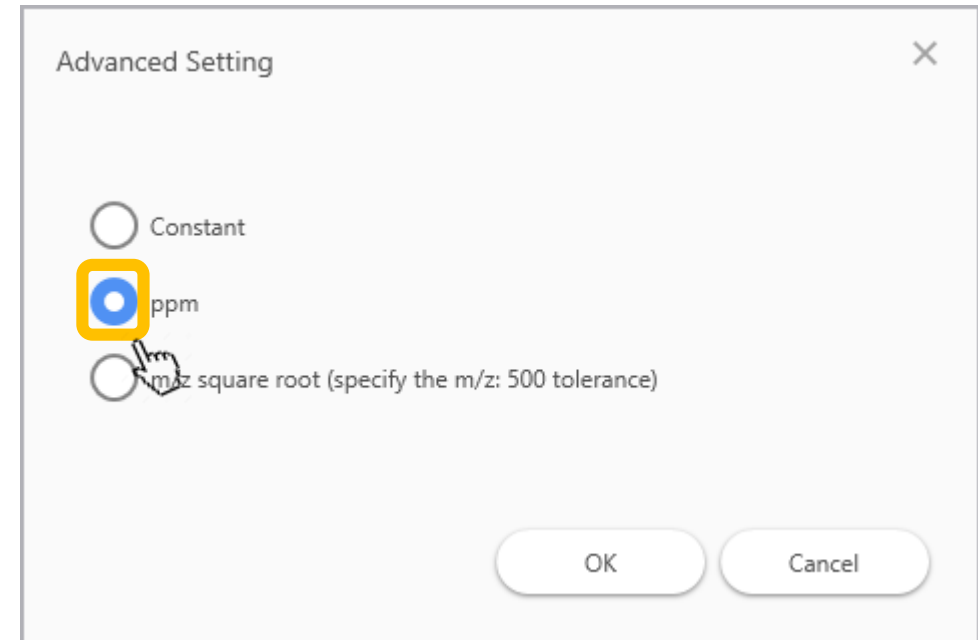 Advanced Setting
Constant
ppm
m/z square root (specify the m/z: 500 tolerance)
OK
Cancel